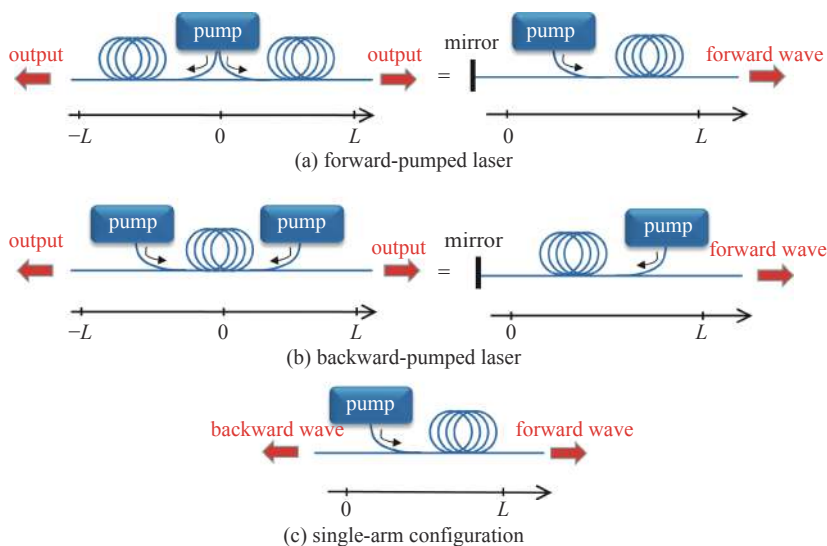 pump
output
output
mirror
pump
forward wave
=
−L
0
L
0
L
(a) forward-pumped laser
pump
pump
output
output
mirror
pump
forward wave
=
−L
0
L
0
L
(b) backward-pumped laser
pump
backward wave
forward wave
0
L
(c) single-arm configuration